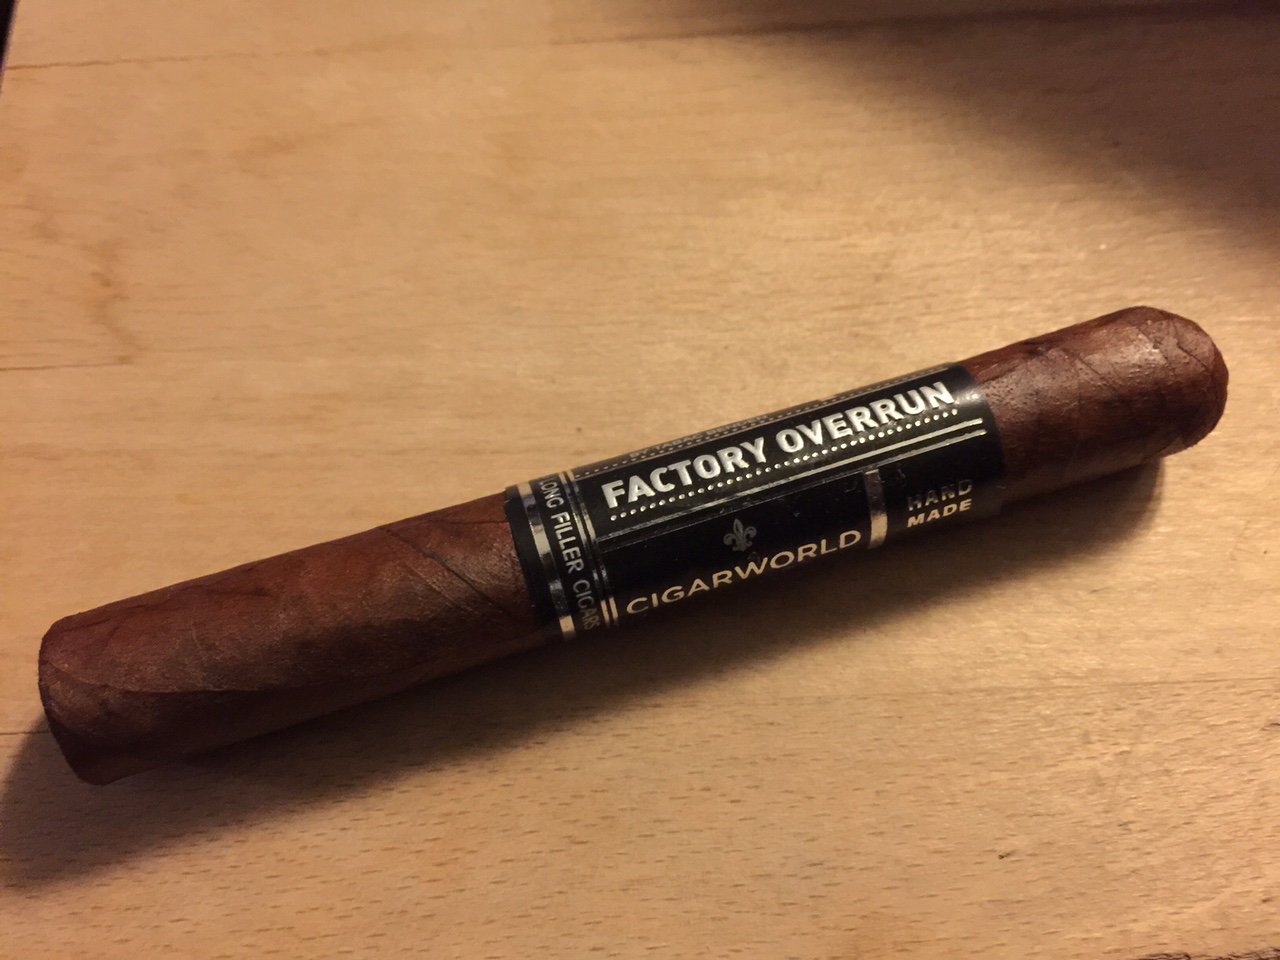 FACTORY OVERRUN
LONG FILLER CIGARS
CIGARWORLD
HAND
MADE